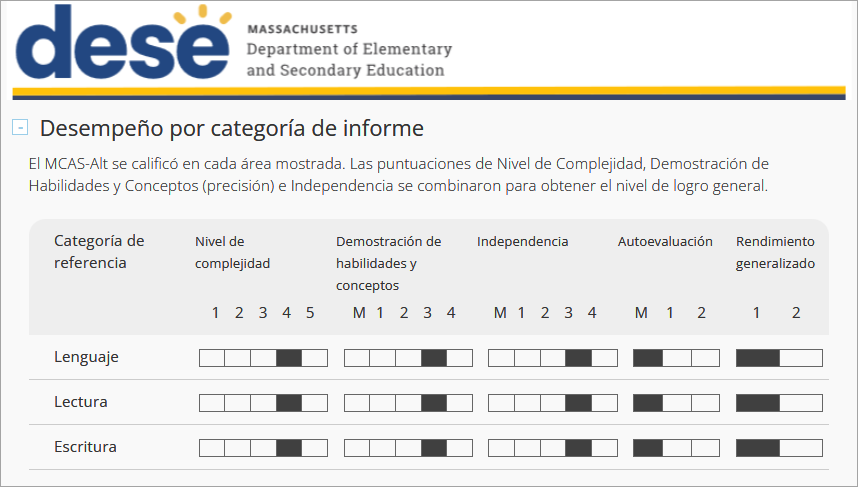 dese
MASSACHUSETTS
Department of Elementary
and Secondary Education
- Desempeño por categoría de informe
El MCAS-Alt se calificó en cada área mostrada. Las puntuaciones de Nivel de Complejidad, Demostración de
Habilidades y Conceptos (precisión) e Independencia se combinaron para obtener el nivel de logro general.
Categoría de
referencia
Nivel de
complejidad
Demostración de
habilidades y
conceptos
Independencia
Autoevaluación
Rendimiento
generalizado
1 2 3 4 5 M 1 2 3 4 M 1 2 3 4 M 1 2 1 2
Lenguaje
Lectura
Escritura